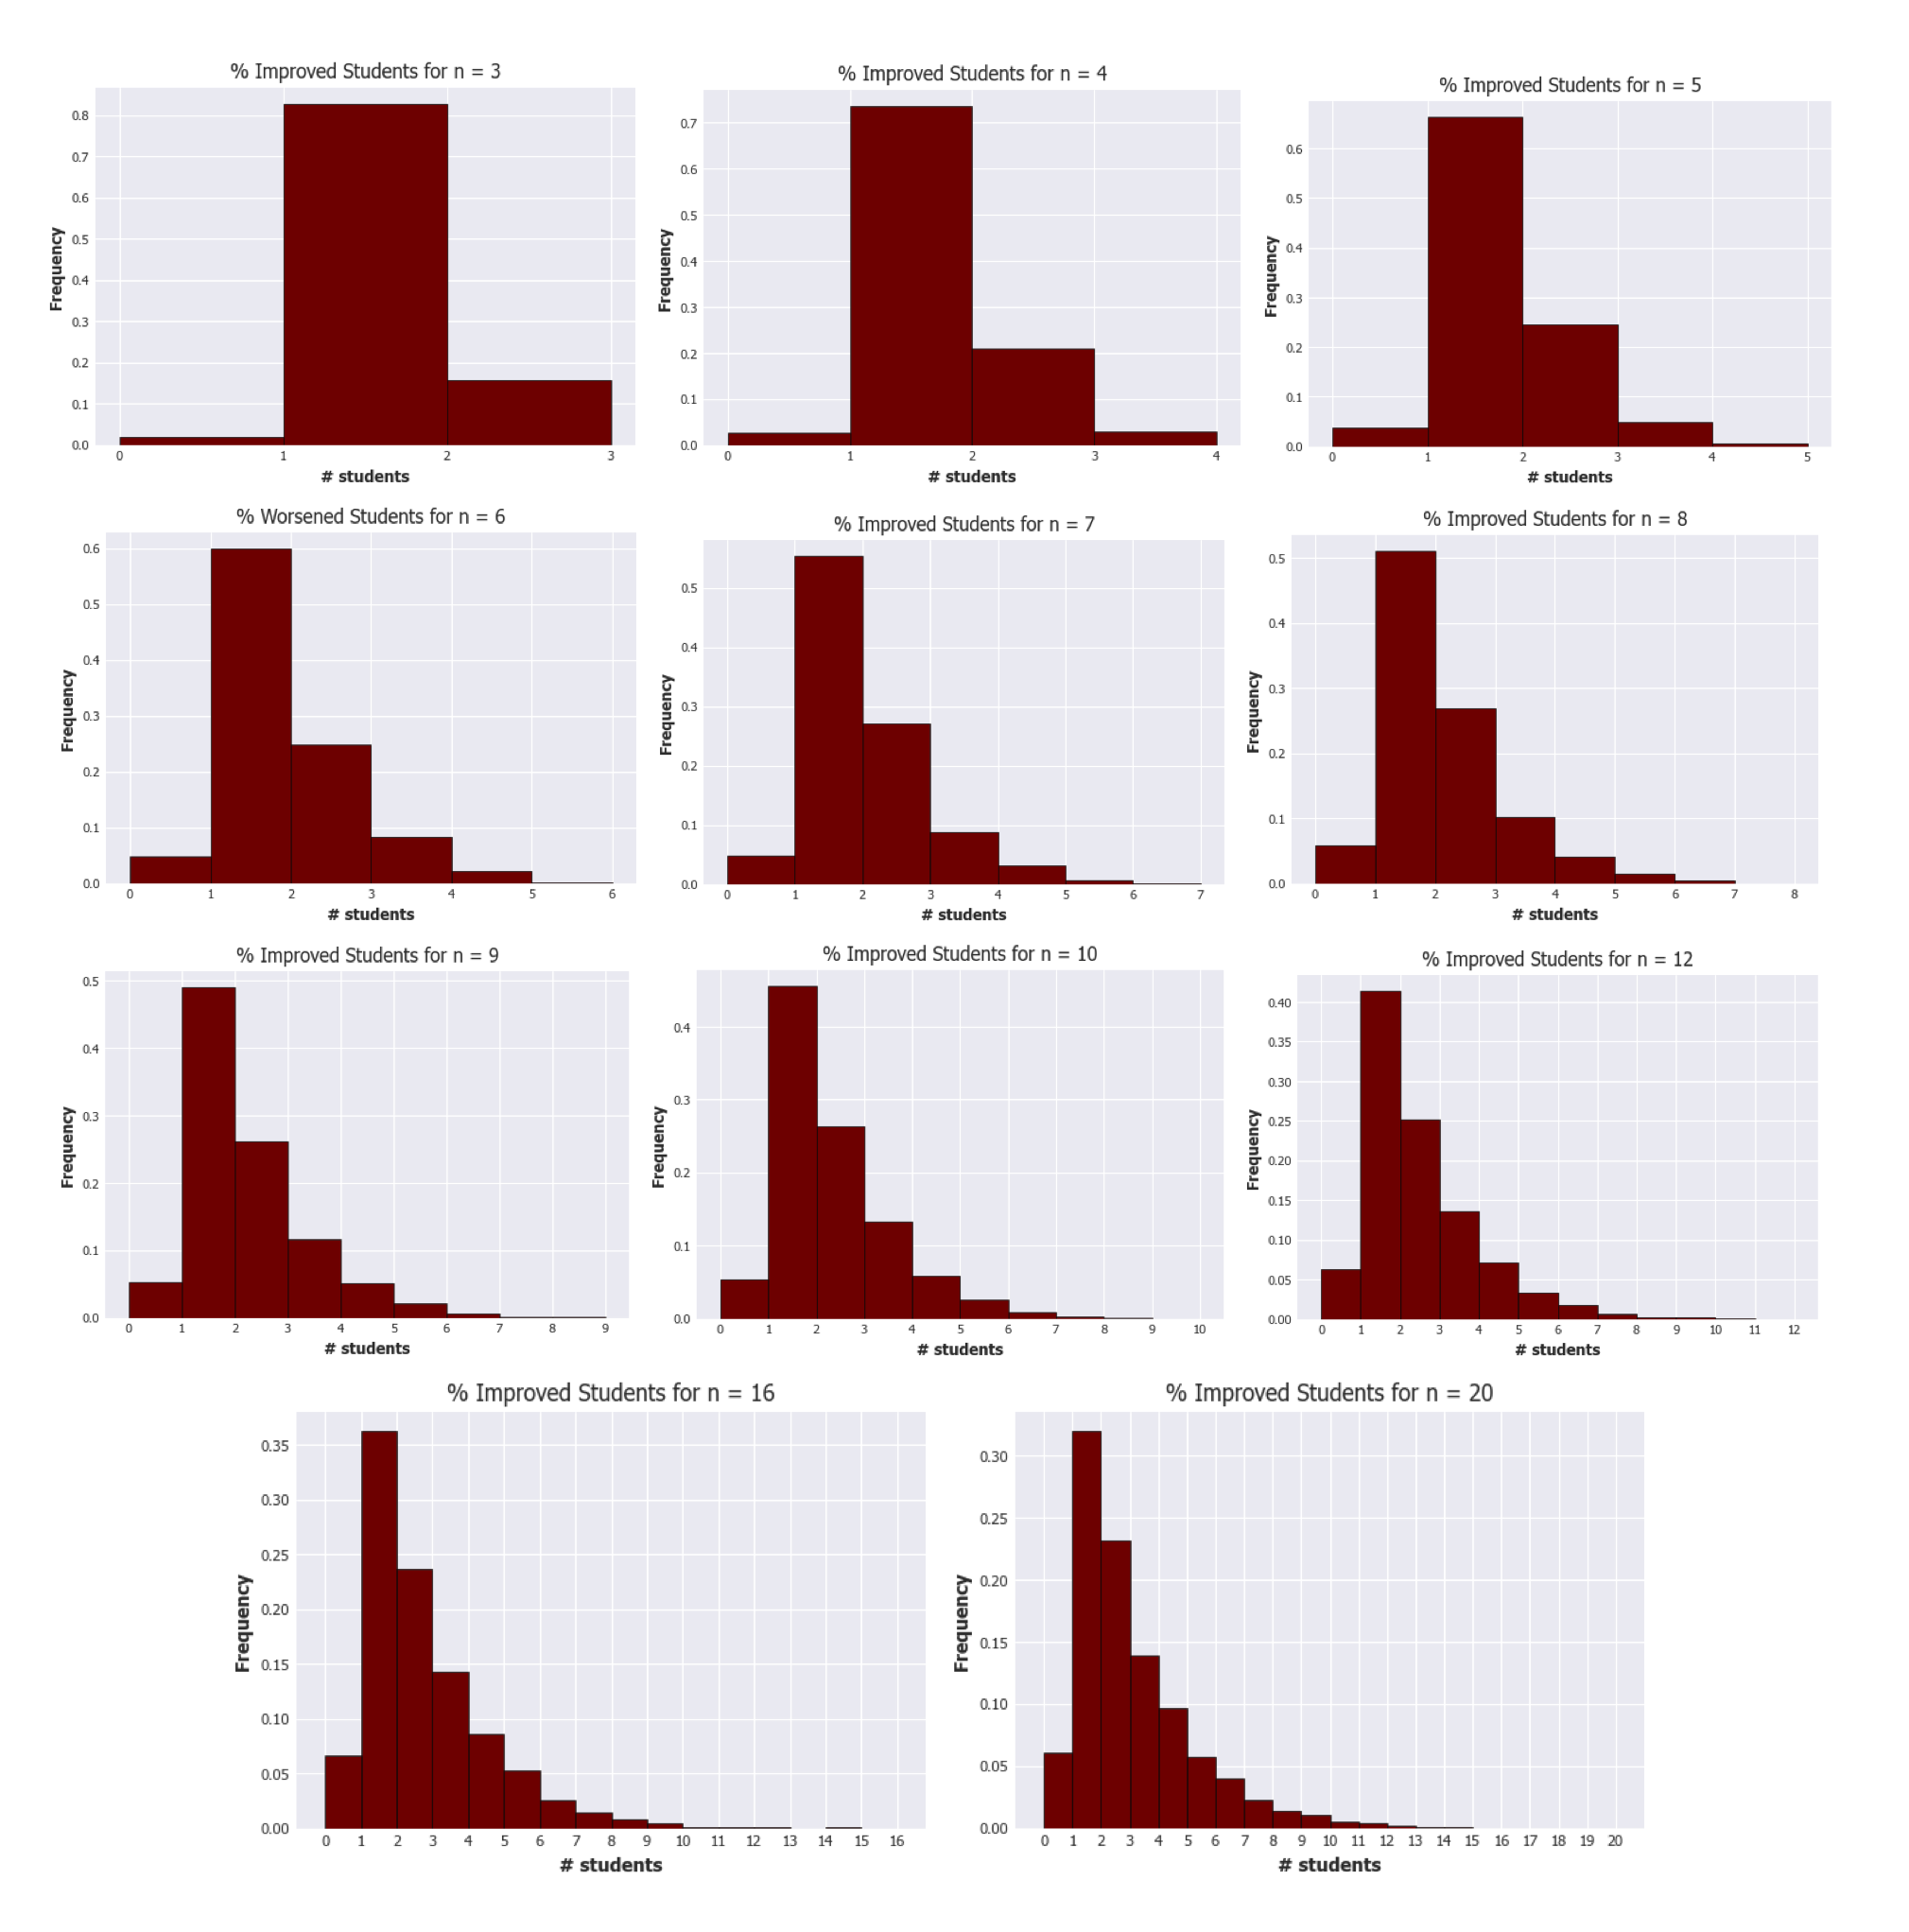 % Improved Students for n = 3
0.8
0.7
0.6
0.5
0.4
0.3
0.2
0.1
0.0
Frequency
0 1 2 3
# students
% Improved Students for n = 4
0.7
0.6
0.5
0.4
0.3
0.2
0.1
0.0
Frequency
0 1 2 3 4
# students
% Improved Students for n = 5
0.6
0.5
0.4
0.3
0.2
0.1
0.0
Frequency
0 1 2 3 4 5
# students
% Worsened Students for n = 6
0.6
0.5
0.4
0.3
0.2
0.1
0.0
Frequency
0 1 2 3 4 5 6
# students
% Improved Students for n = 7
0.5
0.4
0.3
0.2
0.1
0.0
Frequency
0 1 2 3 4 5 6 7
# students
% Improved Students for n = 8
0.5
0.4
0.3
0.2
0.1
0.0
Frequency
0 1 2 3 4 5 6 7 8
# students
% Improved Students for n = 9
0.5
0.4
0.3
0.2
0.1
0.0
Frequency
0 1 2 3 4 5 6 7 8 9
# students
% Improved Students for n = 10
0.4
0.3
0.2
0.1
0.0
Frequency
0 1 2 3 4 5 6 7 8 9 10
# students
% Improved Students for n = 12
0.40
0.35
0.30
0.25
0.20
0.15
0.10
0.05
0.00
Frequency
0 1 2 3 4 5 6 7 8 9 10 11 12
# students
% Improved Students for n = 16
0.35
0.30
0.25
0.20
0.15
0.10
0.05
0.00
Frequency
0 1 2 3 4 5 6 7 8 9 10 11 12 13 14 15 16
# students
% Improved Students for n = 20
0.30
0.25
0.20
0.15
0.10
0.05
0.00
Frequency
0 1 2 3 4 5 6 7 8 9 10 11 12 13 14 15 16 17 18 19 20
# students